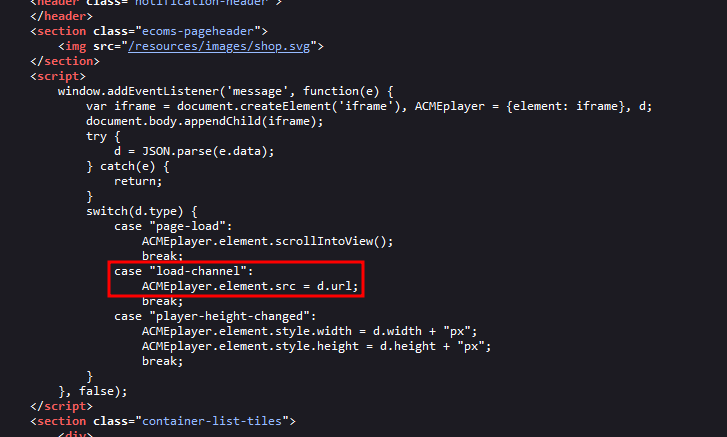 <header class="notification-header">
</header>
<section class="ecoms-pageheader">
<img src="/resources/images/shop.svg">
</section>
<script>
window.addEventListener('message', function(e) {
var iframe = document.createElement('iframe'), ACMEplayer = {element: iframe}, d;
document.body.appendChild(iframe);
try {
d = JSON.parse(e.data);
} catch(e) {
return;
}
switch(d.type) {
case "page-load":
ACMEplayer.element.scrollIntoView();
break;
case "load-channel":
ACMEplayer.element.src = d.url;
break;
case "player-height-changed":
ACMEplayer.element.style.width = d.width + "px";
ACMEplayer.element.style.height = d.height + "px";
break;
}
}, false);
</script>
<section class="container-list-tiles">
<div>